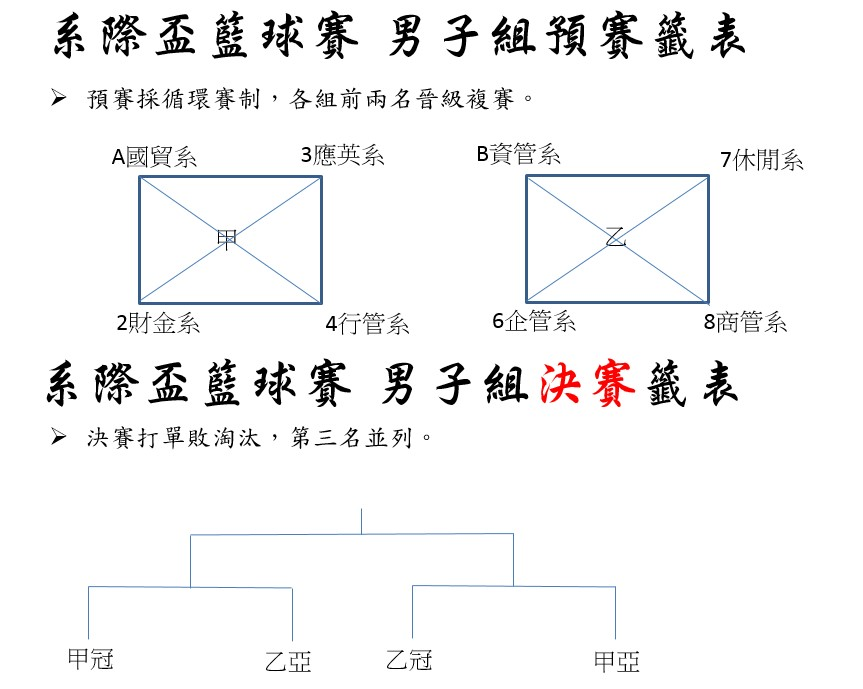 系際盃籃球賽 男子組預賽籤表
➢ 預賽採循環賽制，各組前兩名晉級複賽。
A國貿系 3應英系 B資管系 7休閒系
甲 乙
2財金系 4行管系 6企管系 8商管系
系際盃籃球賽 男子組決賽籤表
➢ 決賽打單敗淘汰，第三名並列。
甲冠 乙亞 乙冠 甲亞